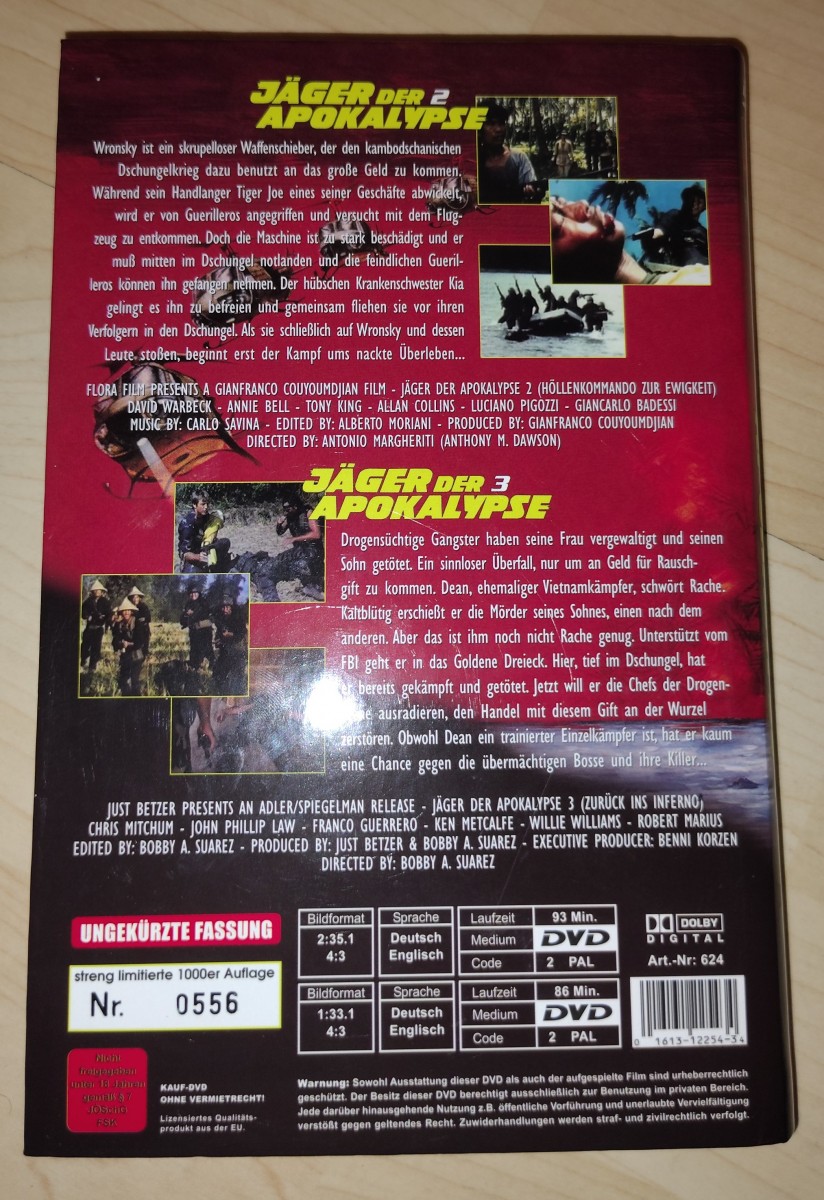 JÄGER DER 2
APOKALYPSE
Wronsky ist ein skrupelloser Waffenschieber, der den kambodschanischen
Dschungelkrieg dazu benutzt an das große Geld zu kommen.
Während sein Handlanger Tiger Joe eines seiner Geschäfte abwickelt,
wird er von Guerilleros angegriffen und versucht mit dem Flug-
zeug zu entkommen. Doch die Maschine ist zu stark beschädigt und er
muß mitten im Dschungel notlanden und die feindlichen Gueril-
leros können ihn gefangen nehmen. Der hübschen Krankenschwester Kia
gelingt es ihn zu befreien und gemeinsam fliehen sie vor ihren
Verfolgern in den Dschungel. Als sie schließlich auf Wronsky und dessen
Leute stoßen, beginnt erst der Kampf ums nackte Überleben...
FLORA FILM PRESENTS A GIANFRANCO COUYOUMDJIAN FILM - JÄGER DER APOKALYPSE 2 (HÖLLENKOMMANDO ZUR EWIGKEIT)
DAVID WARBECK - ANNIE BELL - TONY KING - ALLAN COLLINS - LUCIANO PIGOZZI - GIANCARLO BADESSI
MUSIC BY: CARLO SAVINA - EDITED BY: ALBERTO MORIANI - PRODUCED BY: GIANFRANCO COUYOUMDJIAN
DIRECTED BY: ANTONIO MARGHERITI (ANTHONY M. DAWSON)
JÄGER DER 3
APOKALYPSE
Drogensüchtige Gangster haben seine Frau vergewaltigt und seinen
Sohn getötet. Ein sinnloser Überfall, nur um an Geld für Rausch-
gift zu kommen. Dean, ehemaliger Vietnamkämpfer, schwört Rache.
Kaltblütig erschießt er die Mörder seines Sohnes, einen nach dem
anderen. Aber das ist ihm noch nicht Rache genug. Unterstützt vom
FBI geht er in das Goldene Dreieck. Hier, tief im Dschungel, hat
er bereits gekämpft und getötet. Jetzt will er die Chefs der Drogen-
ausradieren, den Handel mit diesem Gift an der Wurzel
zerstören. Obwohl Dean ein trainierter Einzelkämpfer ist, hat er kaum
eine Chance gegen die übermächtigen Bosse und ihre Killer...
JUST BETZER PRESENTS AN ADLER/SPIEGELMAN RELEASE - JÄGER DER APOKALYPSE 3 (ZURÜCK INS INFERNO)
CHRIS MITCHUM - JOHN PHILLIP LAW - FRANCO GUERRERO - KEN METCALFE - WILLIE WILLIAMS - ROBERT MARIUS
EDITED BY: BOBBY A. SUAREZ - PRODUCED BY: JUST BETZER & BOBBY A. SUAREZ - EXECUTIVE PRODUCER: BENNI KORZEN
DIRECTED BY: BOBBY A. SUAREZ
UNGEKÜRZTE FASSUNG
streng limitierte 1000er Auflage
Nr. 0556
Bildformat Sprache Laufzeit 93 Min.
2:35.1 Deutsch Medium DVD
4:3 Englisch Code 2 PAL
Bildformat Sprache Laufzeit 86 Min.
1:33.1 Deutsch Medium DVD
4:3 Englisch Code 2 PAL
DOLBY
DIGITAL
Art.-Nr: 624
0 1613-12254-34
Nicht
freigegeben
unter 18 Jahren
gemäß §7
JÖSchG
FSK
KAUF-DVD
OHNE VERMIETRECHT!
Lizensiertes Qualitäts-
produkt aus der EU.
Warnung: Sowohl Ausstattung dieser DVD als auch der aufgespielte Film sind urheberrechtlich
geschützt. Der Besitz dieser DVD berechtigt ausschließlich zur Benutzung im privaten Bereich.
Jede darüber hinausgehende Nutzung z.B. öffentliche Vorführung und unerlaubte Vervielfältigung
verstößt gegen geltendes Recht. Zuwiderhandlungen werden straf- und zivilrechtlich verfolgt.